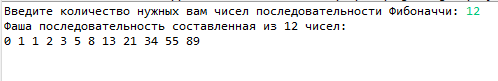 Введите количество нужных вам чисел последовательности Фибоначчи: 12
Фаша последовательность составленная из 12 чисел:
0 1 1 2 3 5 8 13 21 34 55 89